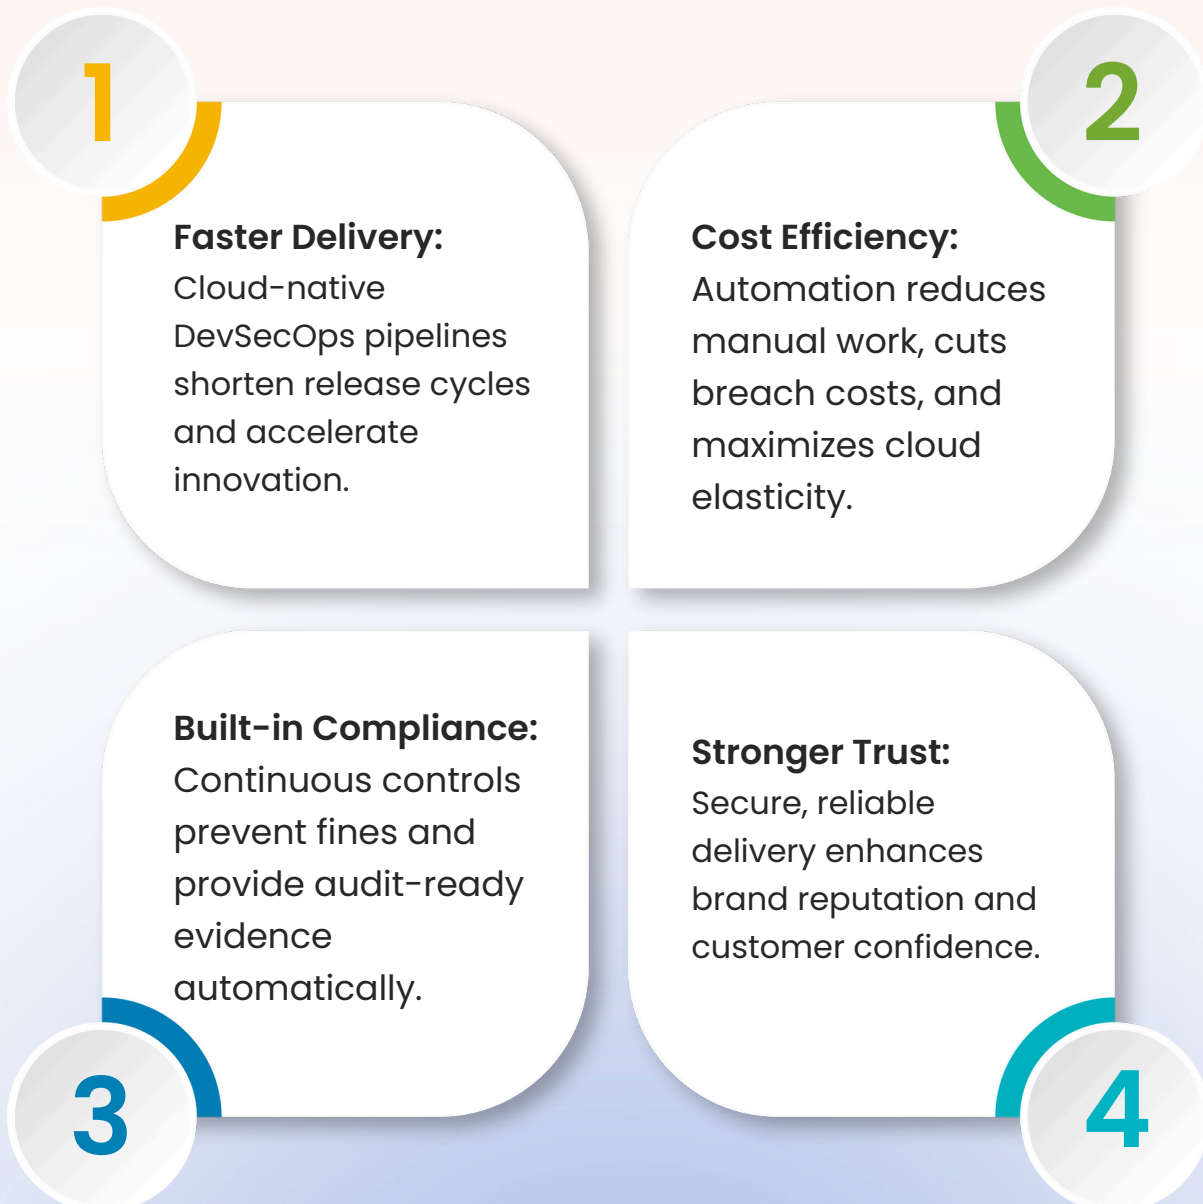 1
Faster Delivery:
Cloud-native
DevSecOps pipelines
shorten release cycles
and accelerate
innovation.
2
Cost Efficiency:
Automation reduces
manual work, cuts
breach costs, and
maximizes cloud
elasticity.
3
Built-in Compliance:
Continuous controls
prevent fines and
provide audit-ready
evidence
automatically.
4
Stronger Trust:
Secure, reliable
delivery enhances
brand reputation and
customer confidence.